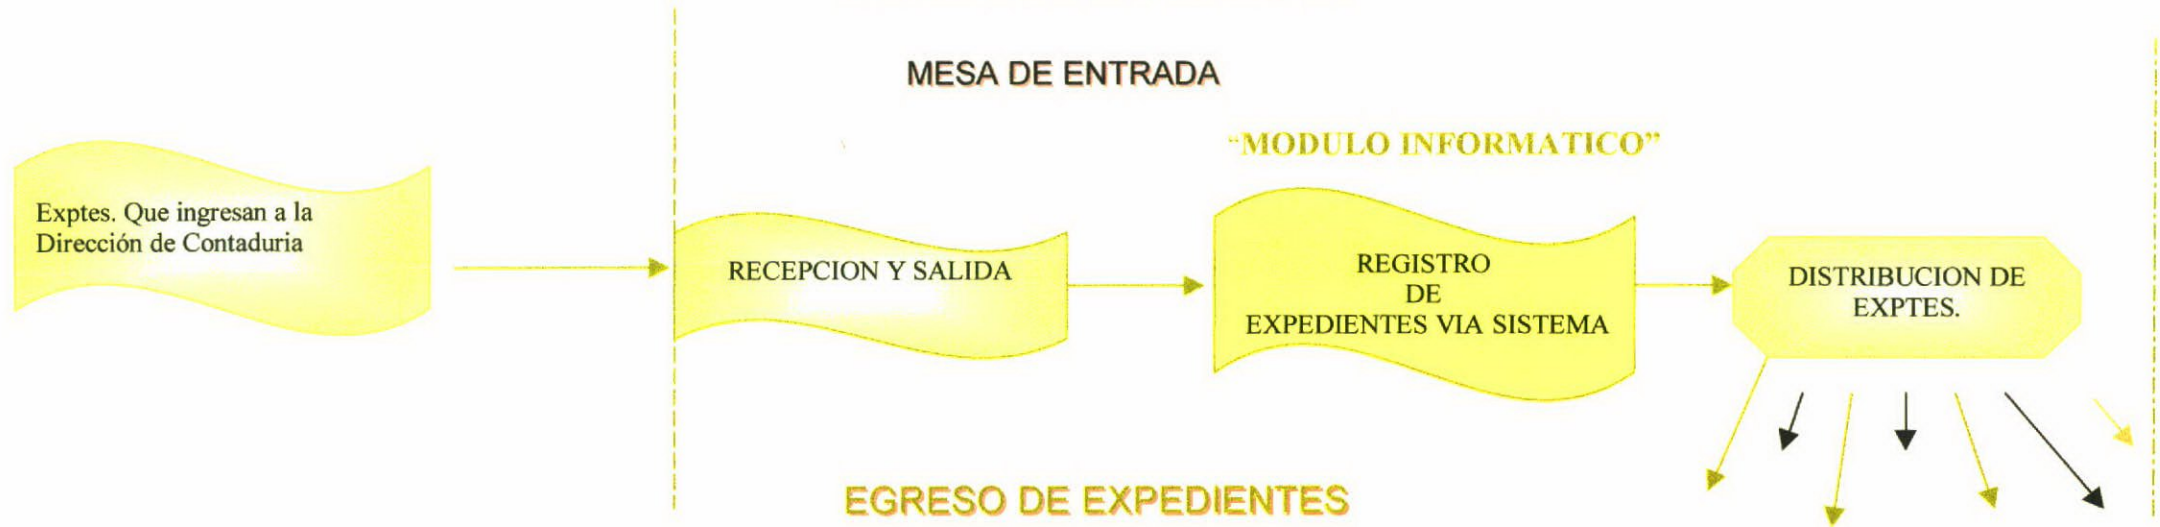 MESA DE ENTRADA
“MODULO INFORMATICO”
Exptes. Que ingresan a la
Dirección de Contaduria
RECEPCION Y SALIDA
REGISTRO
DE
EXPEDIENTES VIA SISTEMA
DISTRIBUCION DE
EXPTES.
EGRESO DE EXPEDIENTES